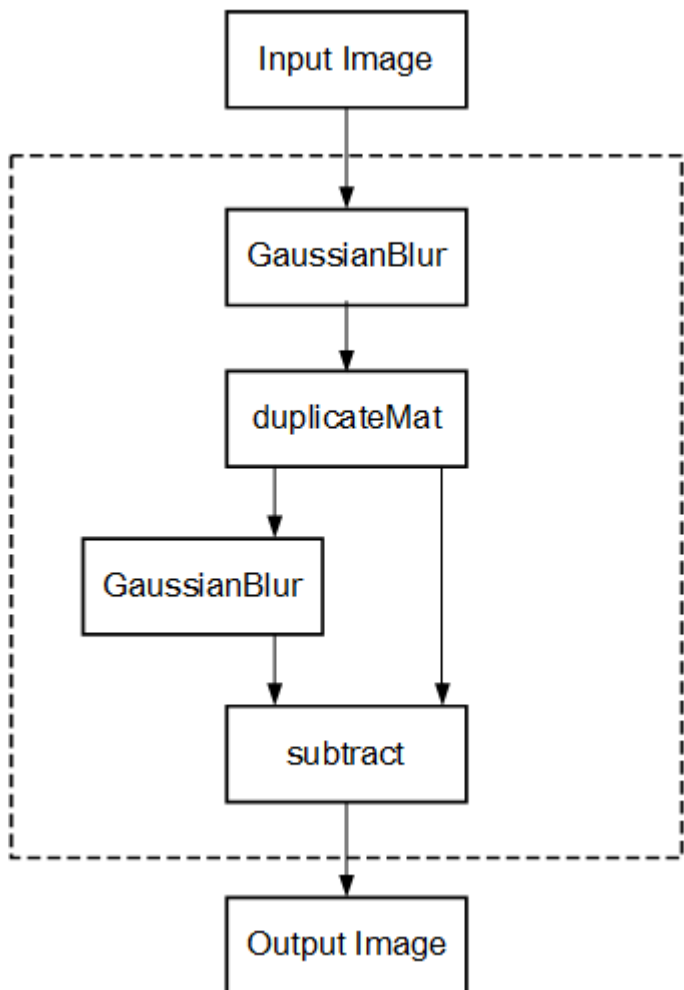 Input Image
GaussianBlur
duplicateMat
GaussianBlur
subtract
Output Image